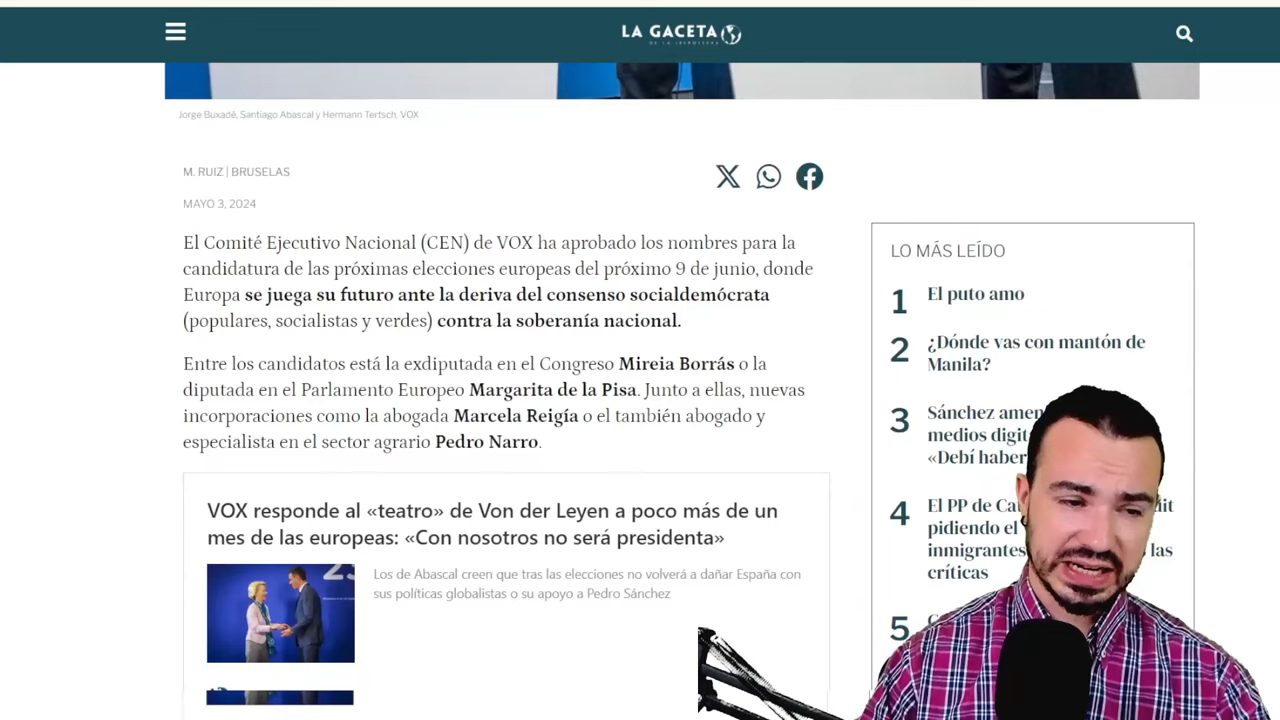 LA GACETA
Jorge Buxadé, Santiago Abascal y Hermann Tertsch. VOX
M. RUIZ | BRUSELAS
MAYO 3, 2024
El Comité Ejecutivo Nacional (CEN) de VOX ha aprobado los nombres para la
candidatura de las próximas elecciones europeas del próximo 9 de junio, donde
Europa se juega su futuro ante la deriva del consenso socialdemócrata
(populares, socialistas y verdes) contra la soberanía nacional.
Entre los candidatos está la exdiputada en el Congreso Mireia Borrás o la
diputada en el Parlamento Europeo Margarita de la Pisa. Junto a ellas, nuevas
incorporaciones como la abogada Marcela Reigía o el también abogado y
especialista en el sector agrario Pedro Narro.
VOX responde al «teatro» de Von der Leyen a poco más de un
mes de las europeas: «Con nosotros no será presidenta»
Los de Abascal creen que tras las elecciones no volverá a dañar España con
sus políticas globalistas o su apoyo a Pedro Sánchez
LO MÁS LEÍDO
1 El puto amo
2 ¿Dónde vas con mantón de
Manila?
3 Sánchez
medios
«Debí haber
4 El PP de
pidiendo el
inmigrantes las
críticas
5